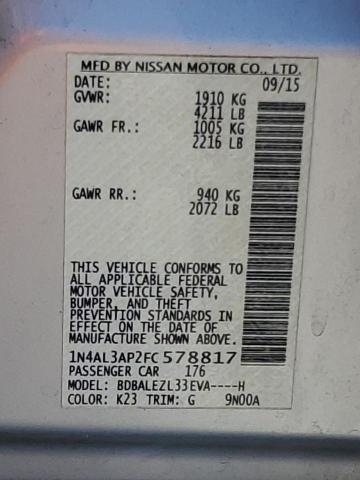 MFD BY NISSAN MOTOR CO., LTD.
DATE: 09/15
GVWR: 1910 KG
4211 LB
GAWR FR.: 1005 KG
2216 LB
GAWR RR.: 940 KG
2072 LB
THIS VEHICLE CONFORMS TO
ALL APPLICABLE FEDERAL
MOTOR VEHICLE SAFETY,
BUMPER, AND THEFT
PREVENTION STANDARDS IN
EFFECT ON THE DATE OF
MANUFACTURE SHOWN ABOVE.
1N4AL3AP2FC578817
PASSENGER CAR 176
MODEL: BDBALEZL33EVA----H
COLOR: K23 TRIM: G 9N00A